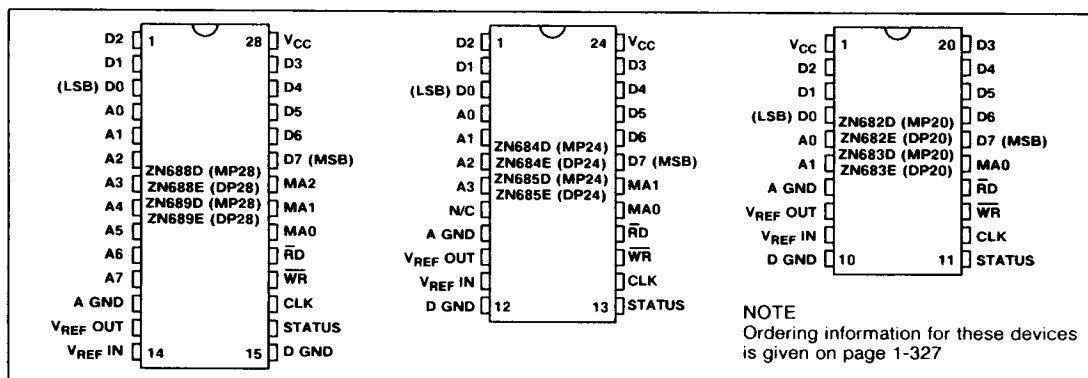 D2 1 28 VCC
D1 D3
(LSB) D0 D4
A0 D5
A1 D6
A2 D7 (MSB)
A3 MA2
A4 MA1
A5 MA0
A6 R̅D̅
A7 W̅R̅
A GND CLK
VREF OUT STATUS
VREF IN 14 15 D GND
ZN688D (MP28)
ZN688E (DP28)
ZN689D (MP28)
ZN689E (DP28)
D2 1 24 VCC
D1 D3
(LSB) D0 D4
A0 D5
A1 D6
A2 D7 (MSB)
A3 MA1
N/C MA0
A GND R̅D̅
VREF OUT W̅R̅
VREF IN CLK
D GND 12 13 STATUS
ZN684D (MP24)
ZN684E (DP24)
ZN685D (MP24)
ZN685E (DP24)
VCC 1 20 D3
D2 D4
D1 D5
(LSB) D0 D6
A0 D7 (MSB)
A1 MA0
A GND R̅D̅
VREF OUT W̅R̅
VREF IN CLK
D GND 10 11 STATUS
ZN682D (MP20)
ZN682E (DP20)
ZN683D (MP20)
ZN683E (DP20)
NOTE
Ordering information for these devices
is given on page 1-327